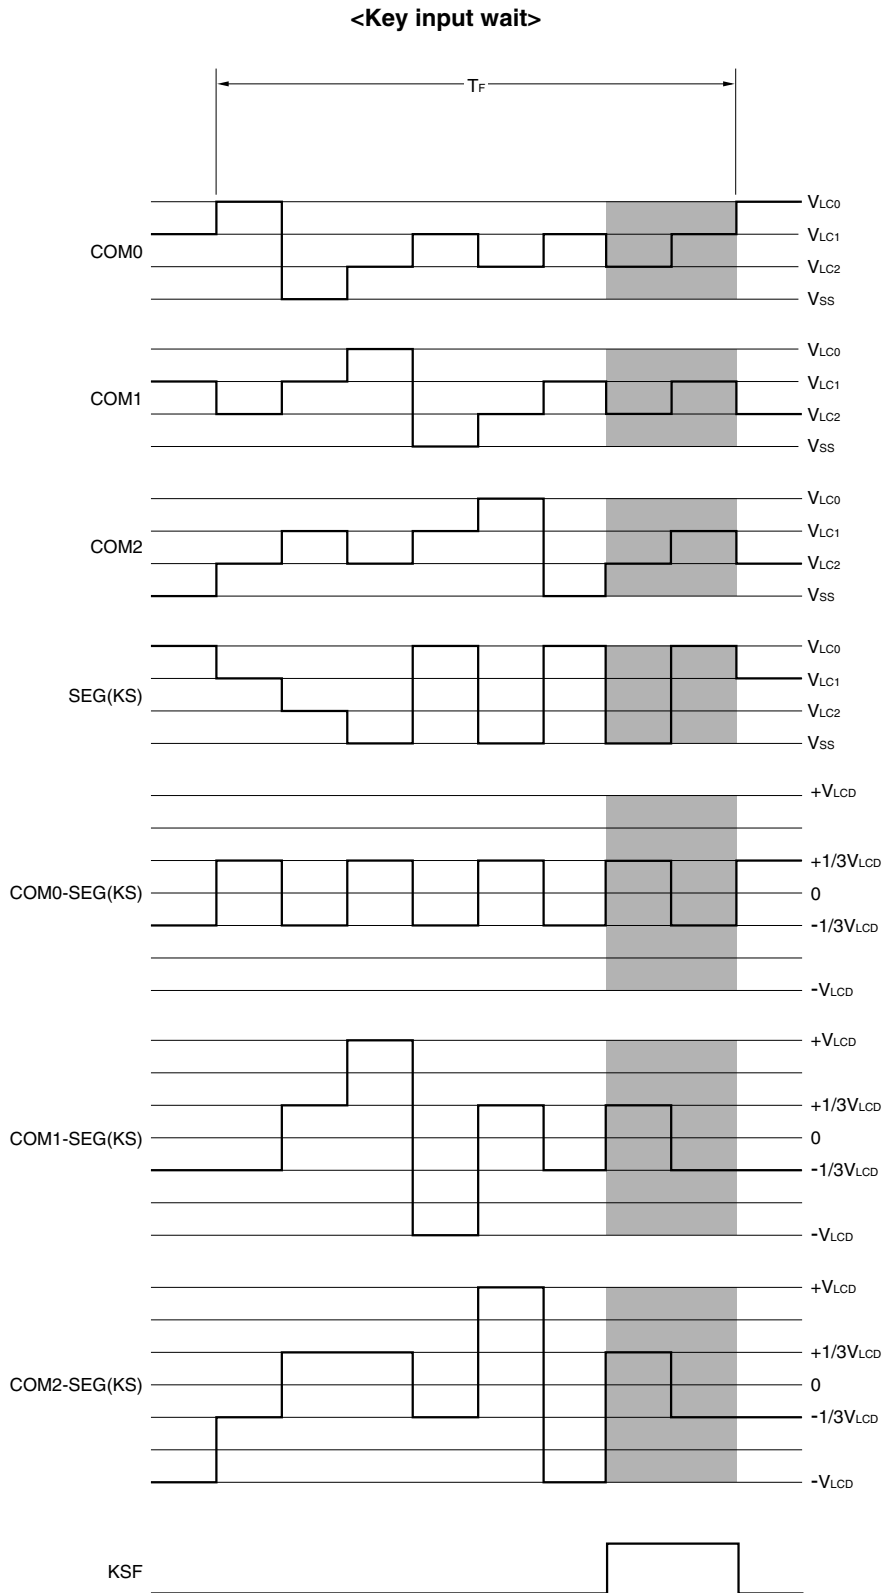 <Key input wait>
TF
COM0
VLC0
VLC1
VLC2
VSS
COM1
VLC0
VLC1
VLC2
VSS
COM2
VLC0
VLC1
VLC2
VSS
SEG(KS)
VLC0
VLC1
VLC2
VSS
COM0-SEG(KS)
+VLCD
+1/3VLCD
0
-1/3VLCD
-VLCD
COM1-SEG(KS)
+VLCD
+1/3VLCD
0
-1/3VLCD
-VLCD
COM2-SEG(KS)
+VLCD
+1/3VLCD
0
-1/3VLCD
-VLCD
KSF